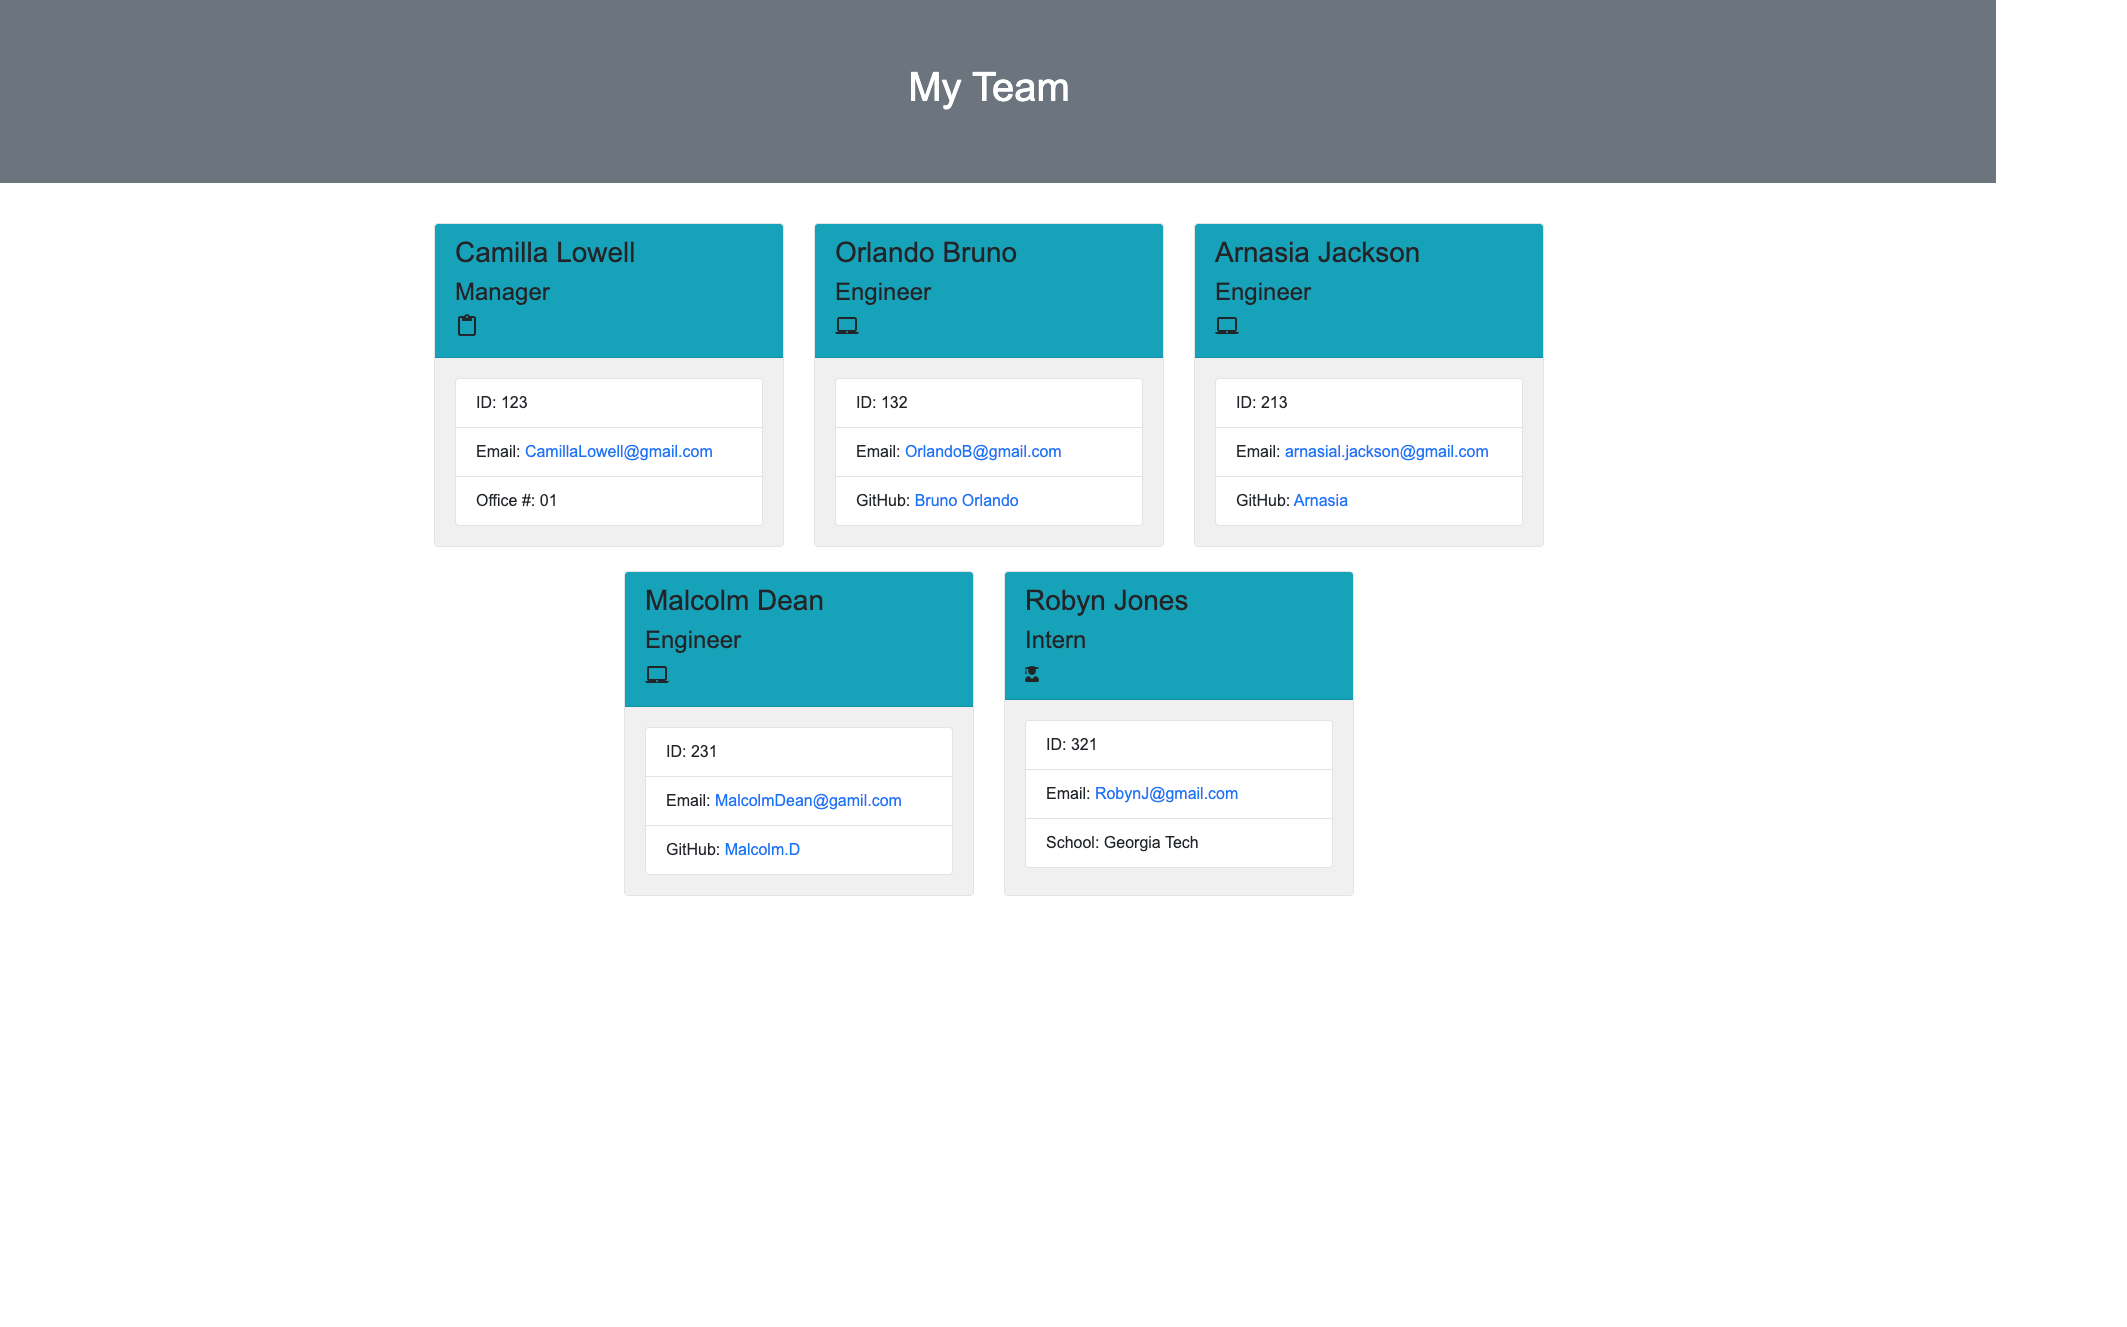 My Team
Camilla Lowell
Manager
ID: 123
Email: CamillaLowell@gmail.com
Office #: 01
Orlando Bruno
Engineer
ID: 132
Email: OrlandoB@gmail.com
GitHub: Bruno Orlando
Arnasia Jackson
Engineer
ID: 213
Email: arnasial.jackson@gmail.com
GitHub: Arnasia
Malcolm Dean
Engineer
ID: 231
Email: MalcolmDean@gamil.com
GitHub: Malcolm.D
Robyn Jones
Intern
ID: 321
Email: RobynJ@gmail.com
School: Georgia Tech